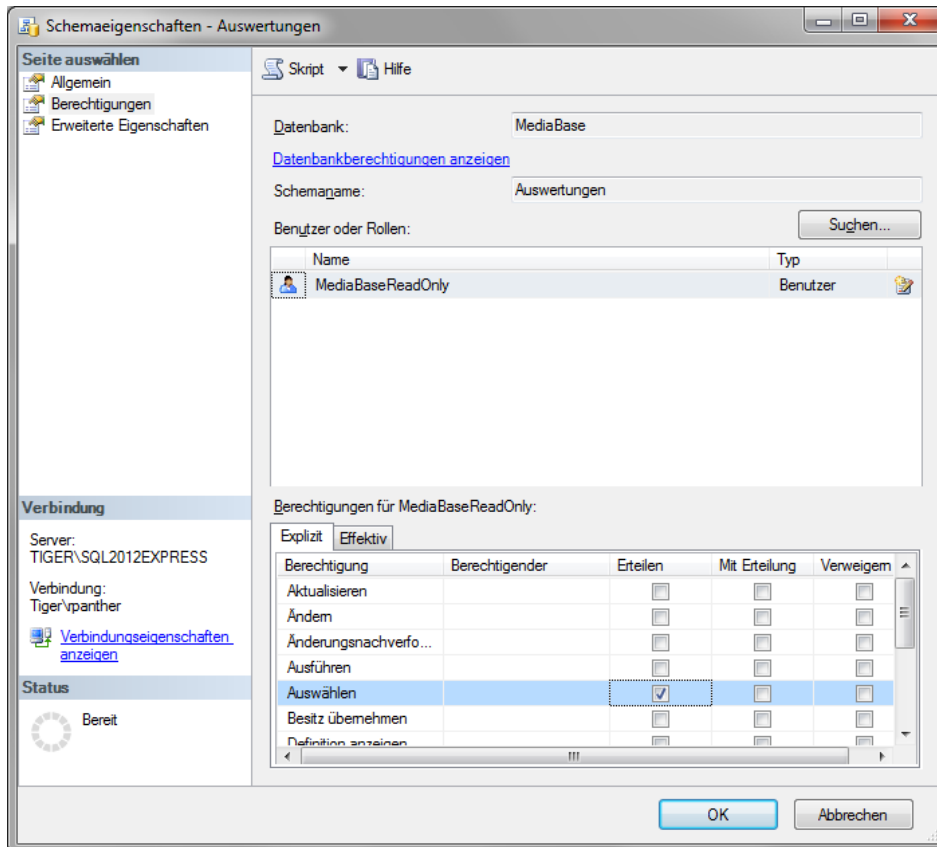 Schemaeigenschaften - Auswertungen
Seite auswählen
Allgemein
Berechtigungen
Erweiterte Eigenschaften
Skript
Hilfe
Datenbank:
MediaBase
Datenbankberechtigungen anzeigen
Schemaname:
Auswertungen
Benutzer oder Rollen:
Suchen...
Name Typ
MediaBaseReadOnly Benutzer
Verbindung
Server:
TIGER\SQL2012EXPRESS
Verbindung:
Tiger\rpanther
Verbindungseigenschaften
anzeigen
Status
Bereit
Berechtigungen für MediaBaseReadOnly:
Explizit Effektiv
Berechtigung Berechtigender Erteilen Mit Erteilung Verweigern
Aktualisieren
Ändern
Änderungsnachverfo...
Ausführen
Auswählen
Besitz übernehmen
Definition anzeigen
OK Abbrechen